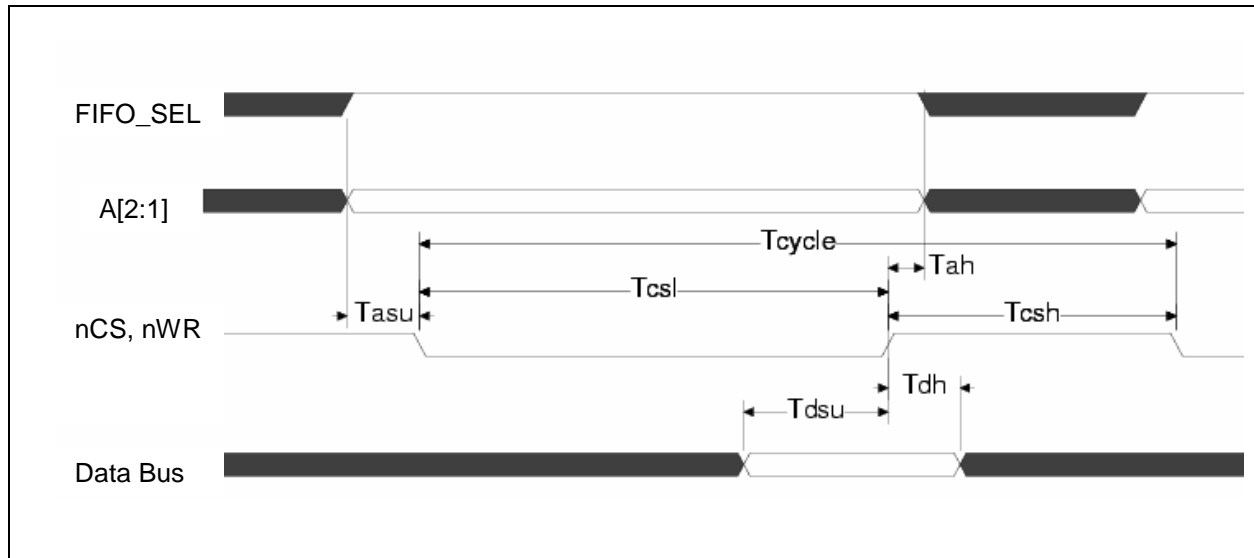 FIFO_SEL
A[2:1]
Tcycle
Tah
Tcsl
Tasu
Tcsh
nCS, nWR
Tdh
Tdsu
Data Bus